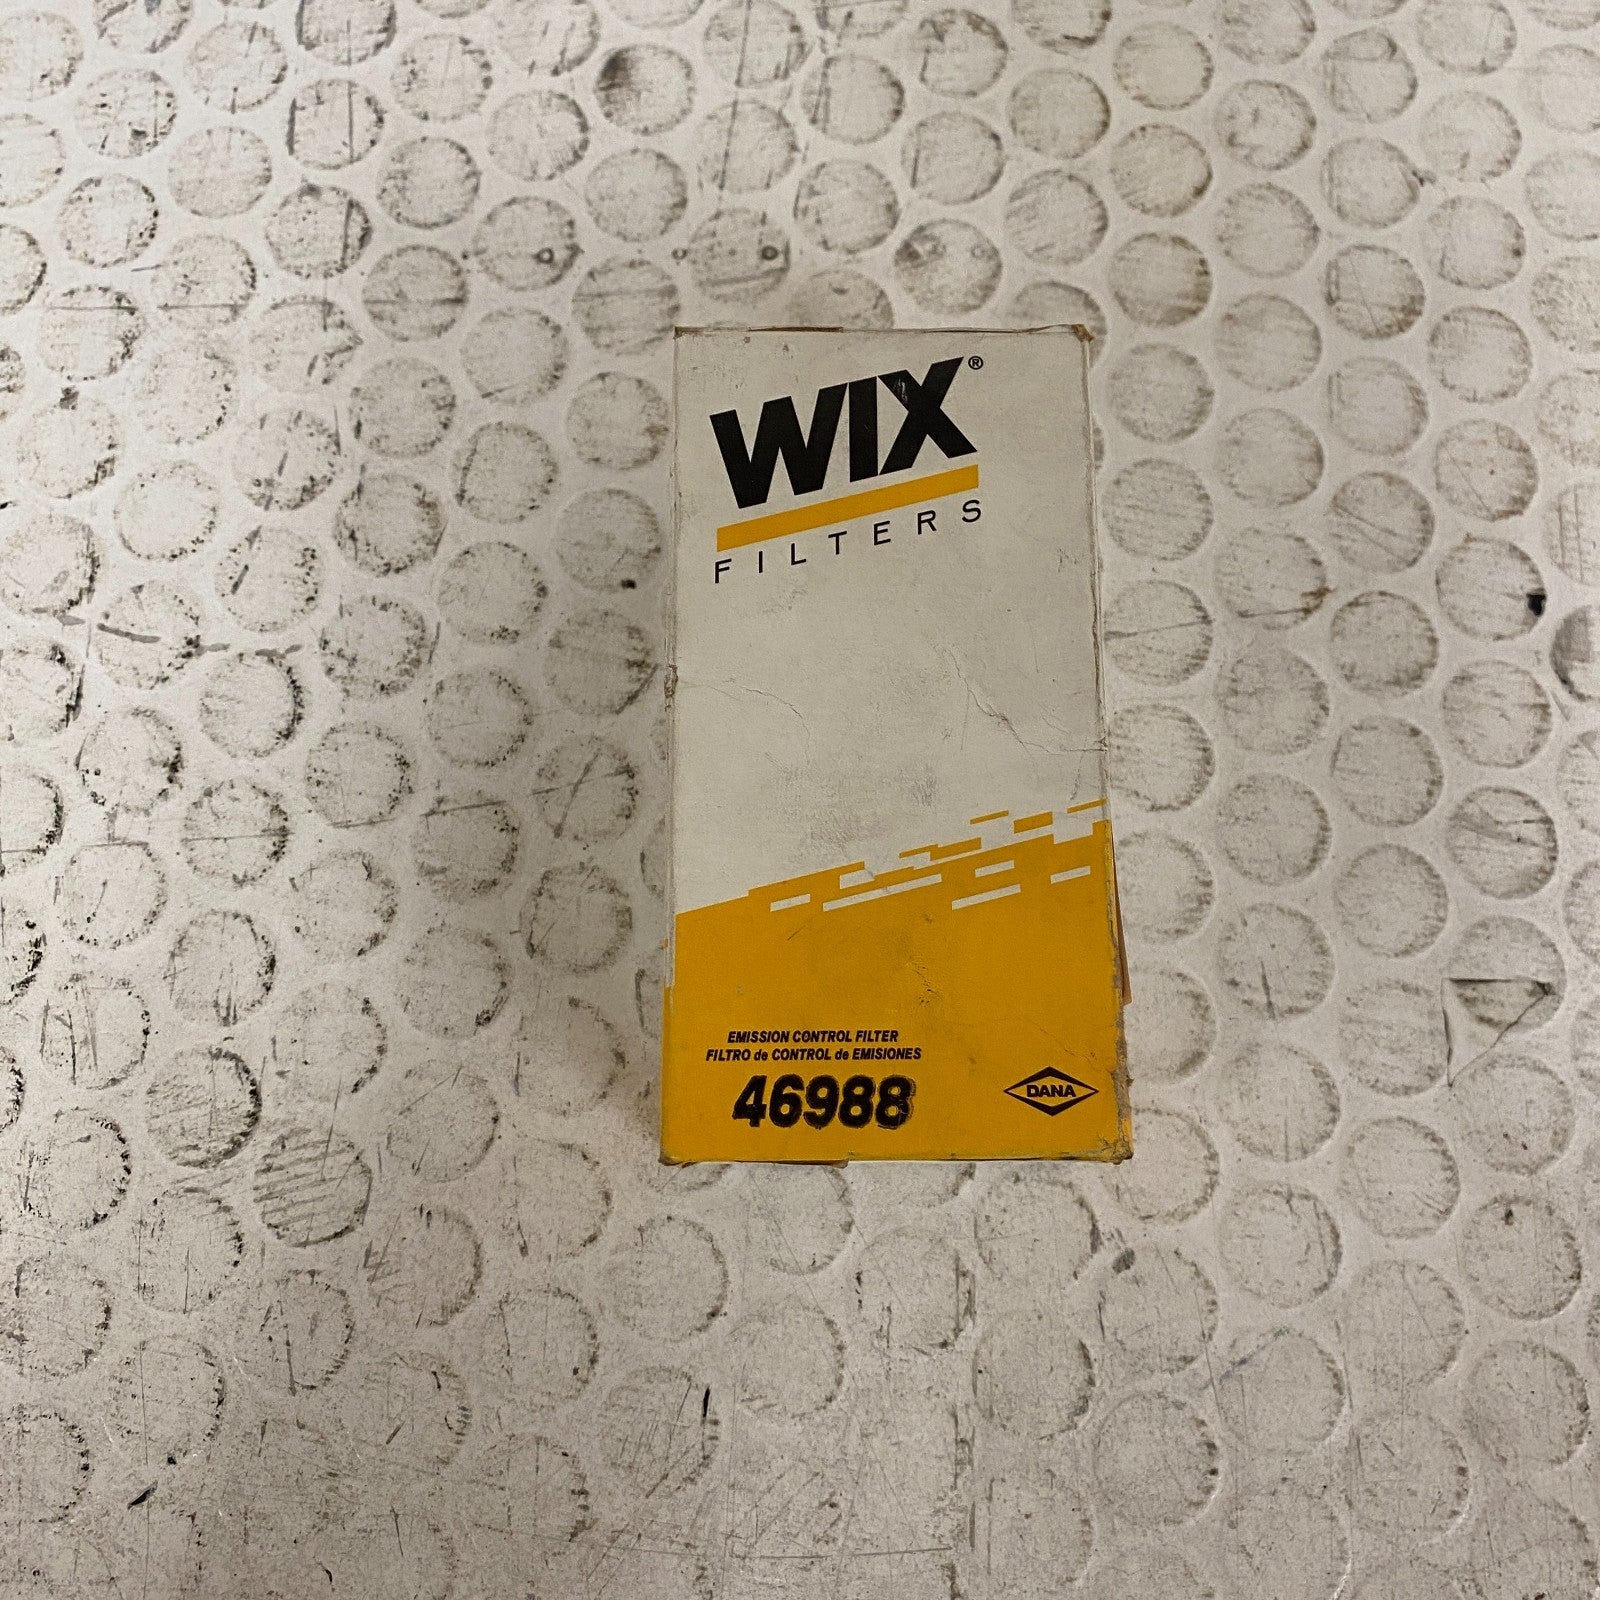 WIX®
FILTERS
EMISSION CONTROL FILTER
FILTRO de CONTROL de EMISIONES
46988
DANA